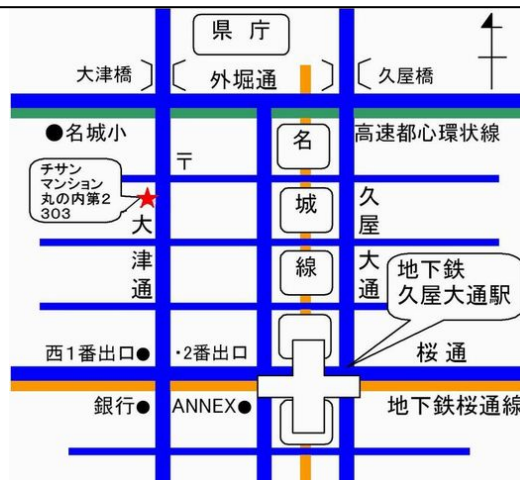 県庁
大津橋
外堀通
久屋橋
●名城小
名
高速都心環状線
〒
チサン
マンション
丸の内第2
303
大津通
城
久屋大通
線
地下鉄
久屋大通駅
西1番出口●
・2番出口
桜通
銀行●
ANNEX●
地下鉄桜通線